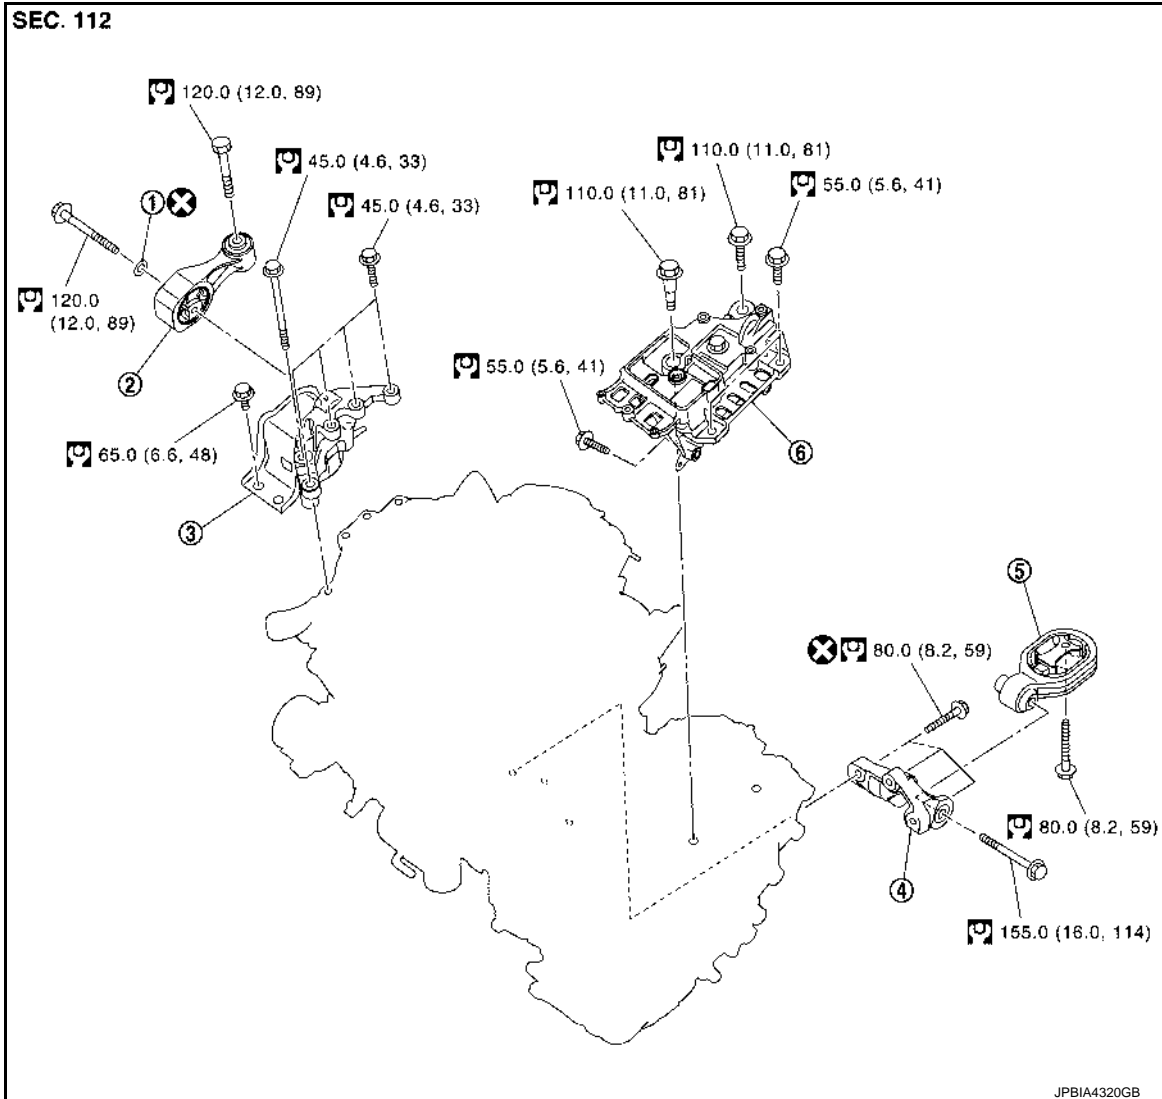 SEC. 112
120.0 (12.0, 89)
45.0 (4.6, 33)
110.0 (11.0, 81)
110.0 (11.0, 81)
55.0 (5.6, 41)
1
45.0 (4.6, 33)
120.0
(12.0, 89)
2
55.0 (5.6, 41)
65.0 (6.6, 48)
6
3
5
80.0 (8.2, 59)
80.0 (8.2, 59)
4
155.0 (16.0, 114)
JPBIA4320GB